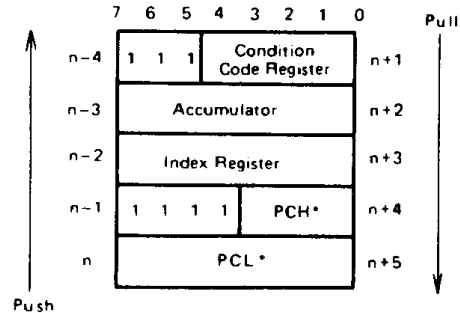 7 6 5 4 3 2 1 0
Pull
n-4
1 1 1
Condition
Code Register
n+1
n-3
Accumulator
n+2
n-2
Index Register
n+3
n-1
1 1 1 1
PCH*
n+4
n
PCL*
n+5
Push